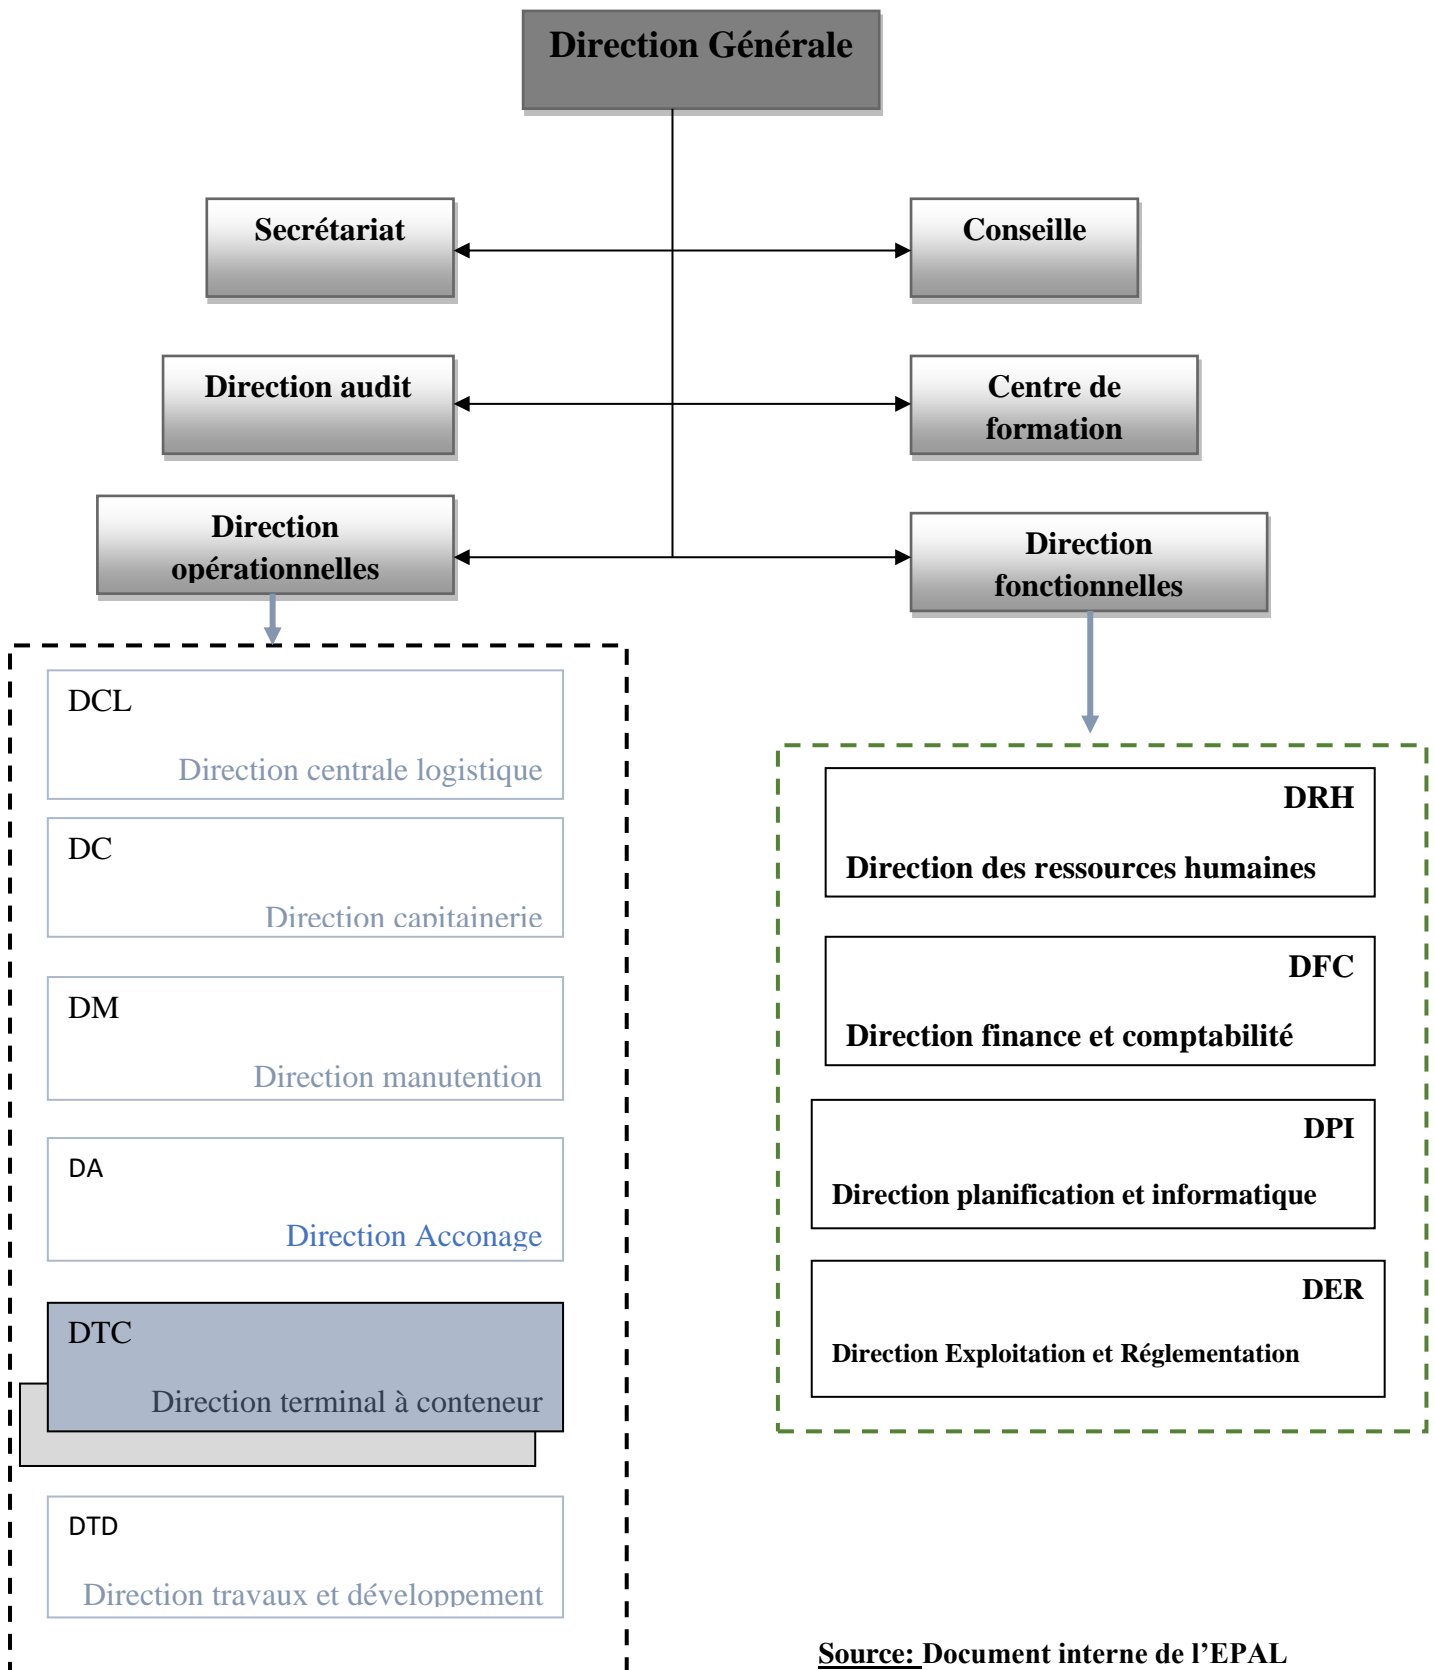 Direction Générale
Secrétariat
Conseille
Direction audit
Centre de
formation
Direction
opérationnelles
Direction
fonctionnelles
DCL
Direction centrale logistique
DC
Direction capitainerie
DM
Direction manutention
DA
Direction Acconage
DTC
Direction terminal à conteneur
DTD
Direction travaux et développement
DRH
Direction des ressources humaines
DFC
Direction finance et comptabilité
DPI
Direction planification et informatique
DER
Direction Exploitation et Réglementation
Source: Document interne de l’EPAL